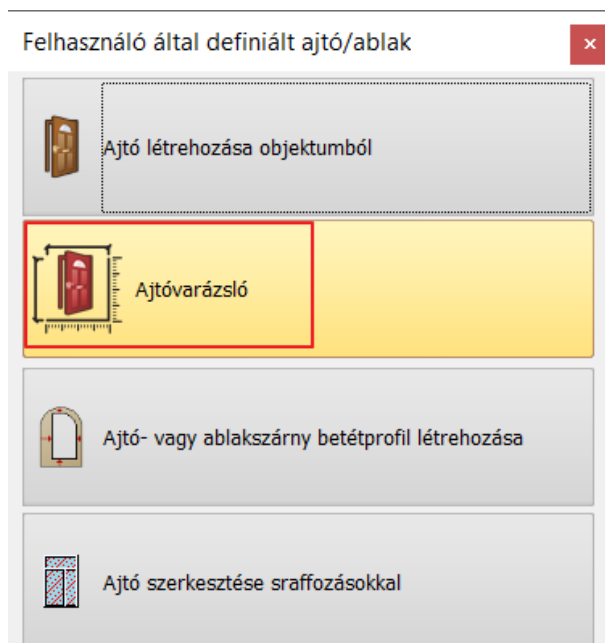 Felhasználó által definiált ajtó/ablak
Ajtó létrehozása objektumból
Ajtóvarázsló
Ajtó- vagy ablakszárny betétprofil létrehozása
Ajtó szerkesztése sraffozásokkal